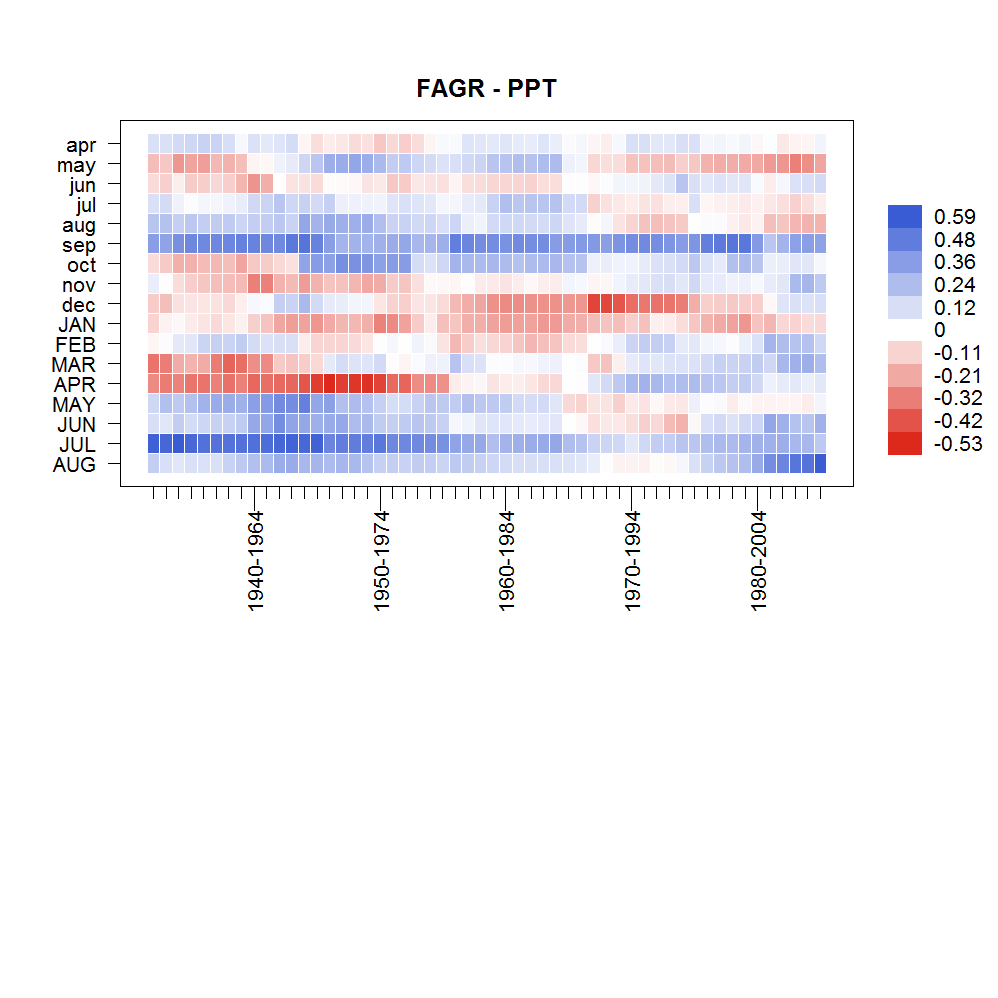 FAGR - PPT
apr
may
jun
jul
aug
sep
oct
nov
dec
JAN
FEB
MAR
APR
MAY
JUN
JUL
AUG
0.59
0.48
0.36
0.24
0.12
0
-0.11
-0.21
-0.32
-0.42
-0.53
1940-1964
1950-1974
1960-1984
1970-1994
1980-2004